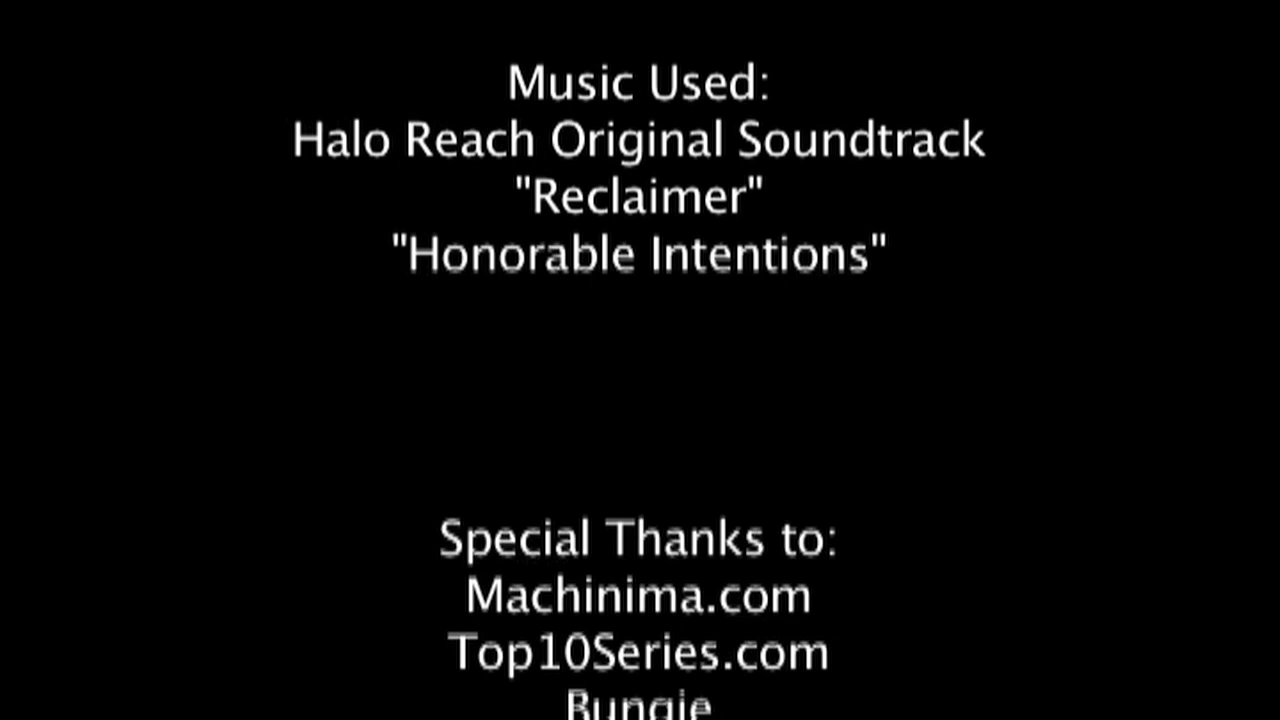 Music Used:
Halo Reach Original Soundtrack
"Reclaimer"
"Honorable Intentions"
Special Thanks to:
Machinima.com
Top10Series.com
Bungie